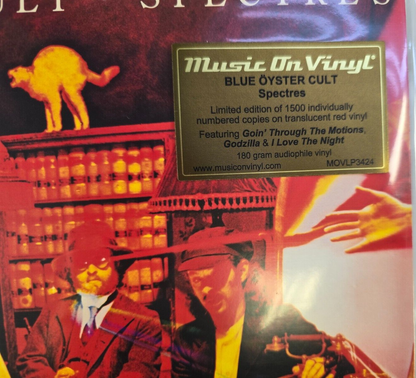 SPECTRES
Music On Vinyl
BLUE ÖYSTER CULT
Spectres
Limited edition of 1500 individually
numbered copies on translucent red vinyl
Featuring Goin' Through The Motions,
Godzilla & I Love The Night
180 gram audiophile vinyl
www.musiconvinyl.com MOVLP3424